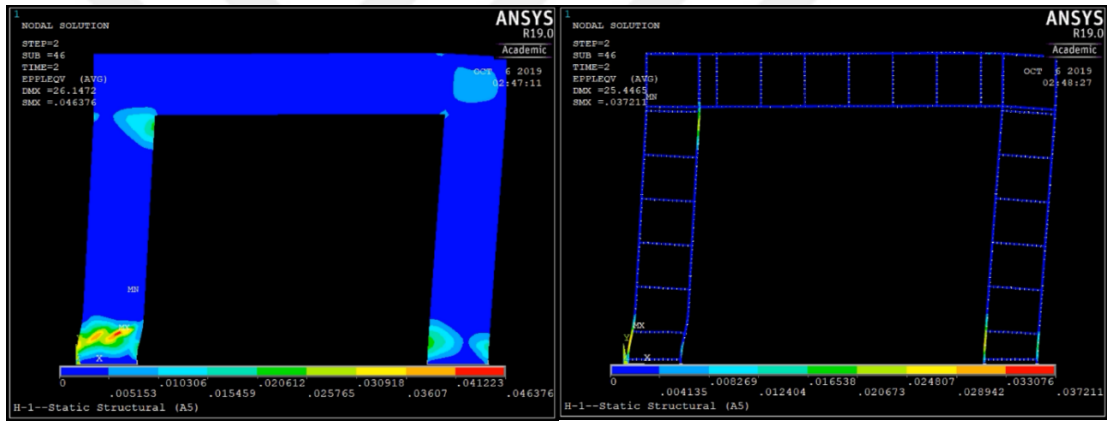 1
NODAL SOLUTION
STEP=2
SUB =46
TIME=2
EPPLEQV (AVG)
DMX =26.1472
SMX =.046376
ANSYS
R19.0
Academic
OCT 6 2019
02:47:11
MN
MX
Y
X
0 .010306 .020612 .030918 .041223
.005153 .015459 .025765 .03607 .046376
H-1--Static Structural (A5)
1
NODAL SOLUTION
STEP=2
SUB =46
TIME=2
EPPLEQV (AVG)
DMX =25.4465
SMX =.037211
ANSYS
R19.0
Academic
OCT 6 2019
02:48:27
MN
MX
Y
X
0 .008269 .016538 .024807 .033076
.004135 .012404 .020673 .028942 .037211
H-1--Static Structural (A5)